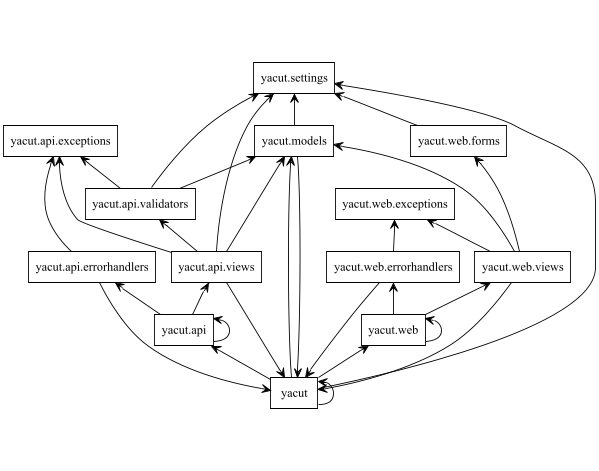 yacut.settings
yacut.api.exceptions
yacut.models
yacut.web.forms
yacut.api.validators
yacut.web.exceptions
yacut.api.errorhandlers
yacut.api.views
yacut.web.errorhandlers
yacut.web.views
yacut.api
yacut.web
yacut